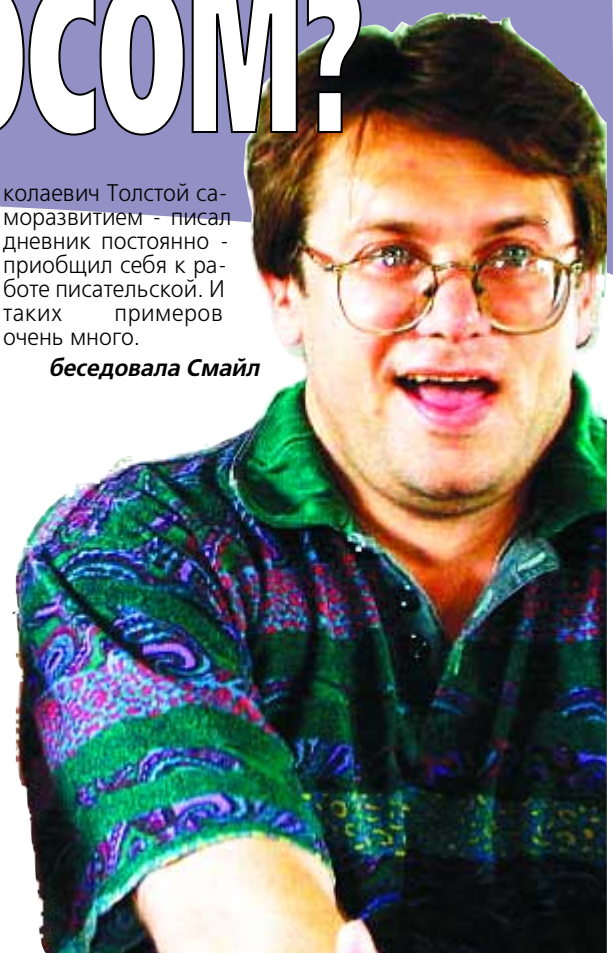 ОСОМ?
колаевич Толстой са-
моразвитием - писал
дневник постоянно -
приобщил себя к ра-
боте писательской. И
таких примеров
очень много.
беседовала Смайл